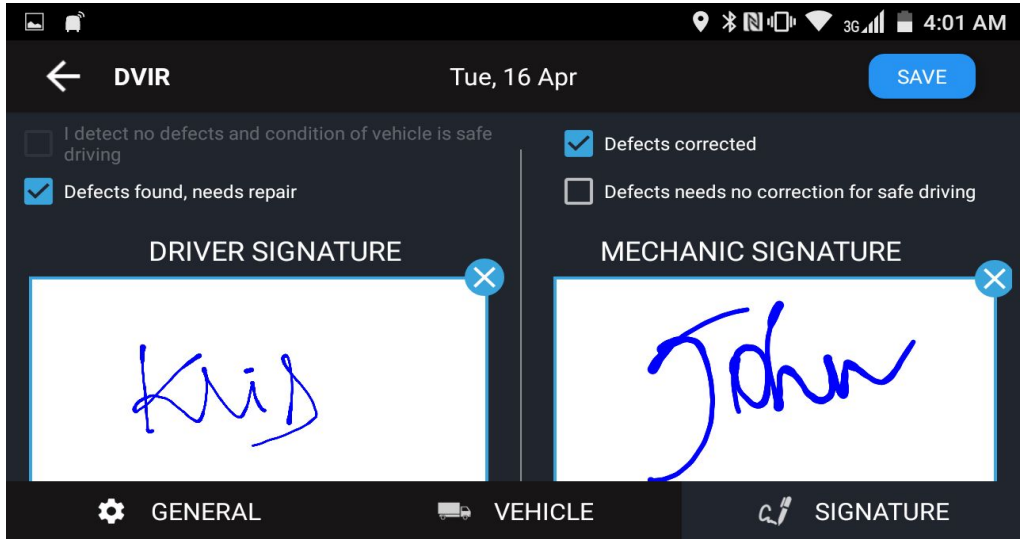 3G 4:01 AM
DVIR Tue, 16 Apr SAVE
I detect no defects and condition of vehicle is safe
driving
Defects found, needs repair
DRIVER SIGNATURE
Kris
Defects corrected
Defects needs no correction for safe driving
MECHANIC SIGNATURE
John
GENERAL VEHICLE SIGNATURE